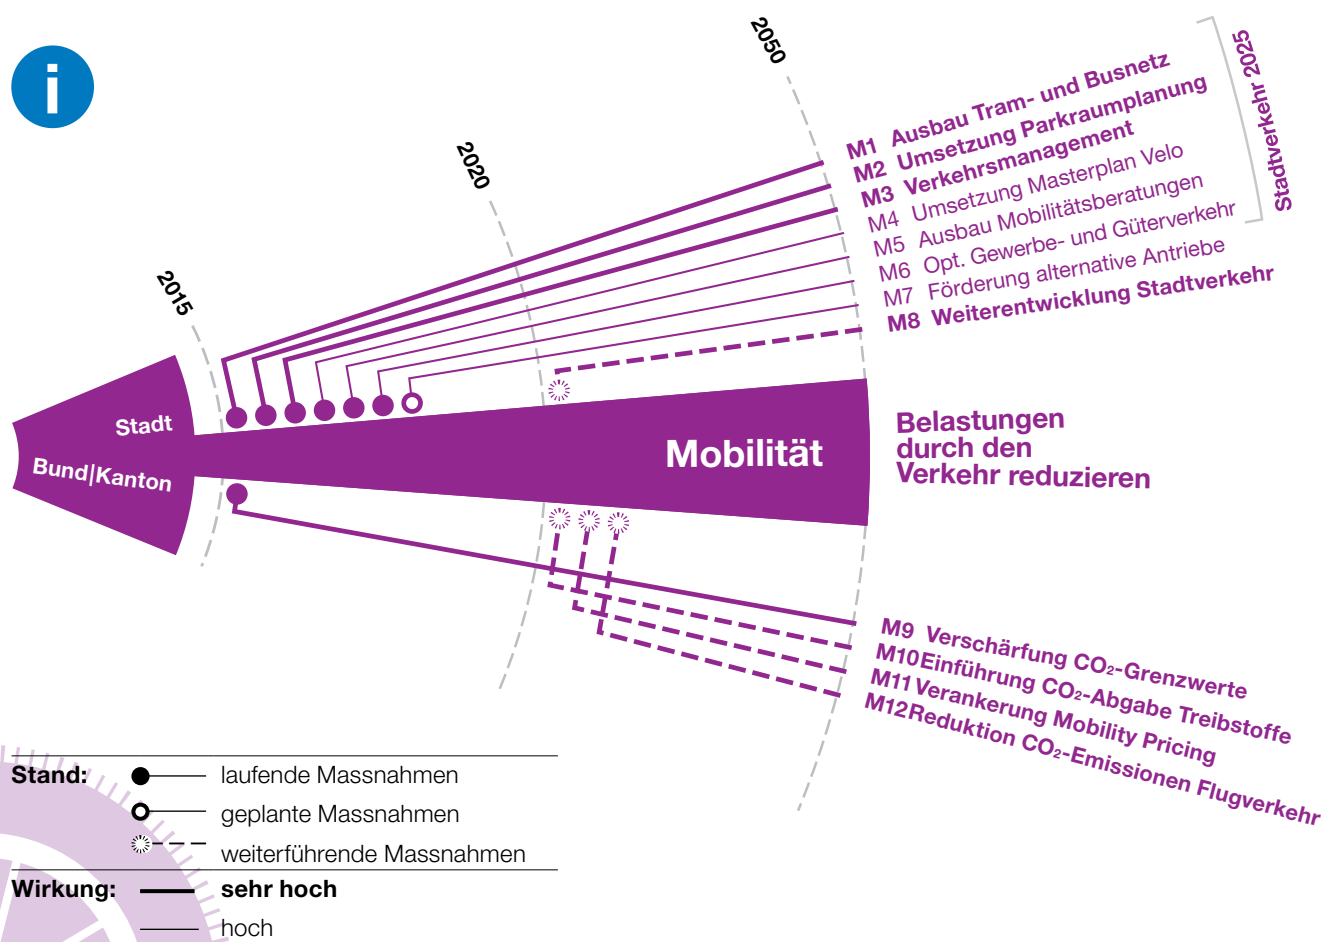 i
2015
2020
2050
M1 Ausbau Tram- und Busnetz
M2 Umsetzung Parkraumplanung
M3 Verkehrsmanagement
M4 Umsetzung Masterplan Velo
M5 Ausbau Mobilitätsberatungen
M6 Opt. Gewerbe- und Güterverkehr
M7 Förderung alternative Antriebe
M8 Weiterentwicklung Stadtverkehr
Stadtverkehr 2025
Stadt
Bund|Kanton
Mobilität
Belastungen
durch den
Verkehr reduzieren
M9 Verschärfung CO₂-Grenzwerte
M10 Einführung CO₂-Abgabe Treibstoffe
M11 Verankerung Mobility Pricing
M12 Reduktion CO₂-Emissionen Flugverkehr
Stand: laufende Massnahmen
geplante Massnahmen
weiterführende Massnahmen
Wirkung: sehr hoch
hoch